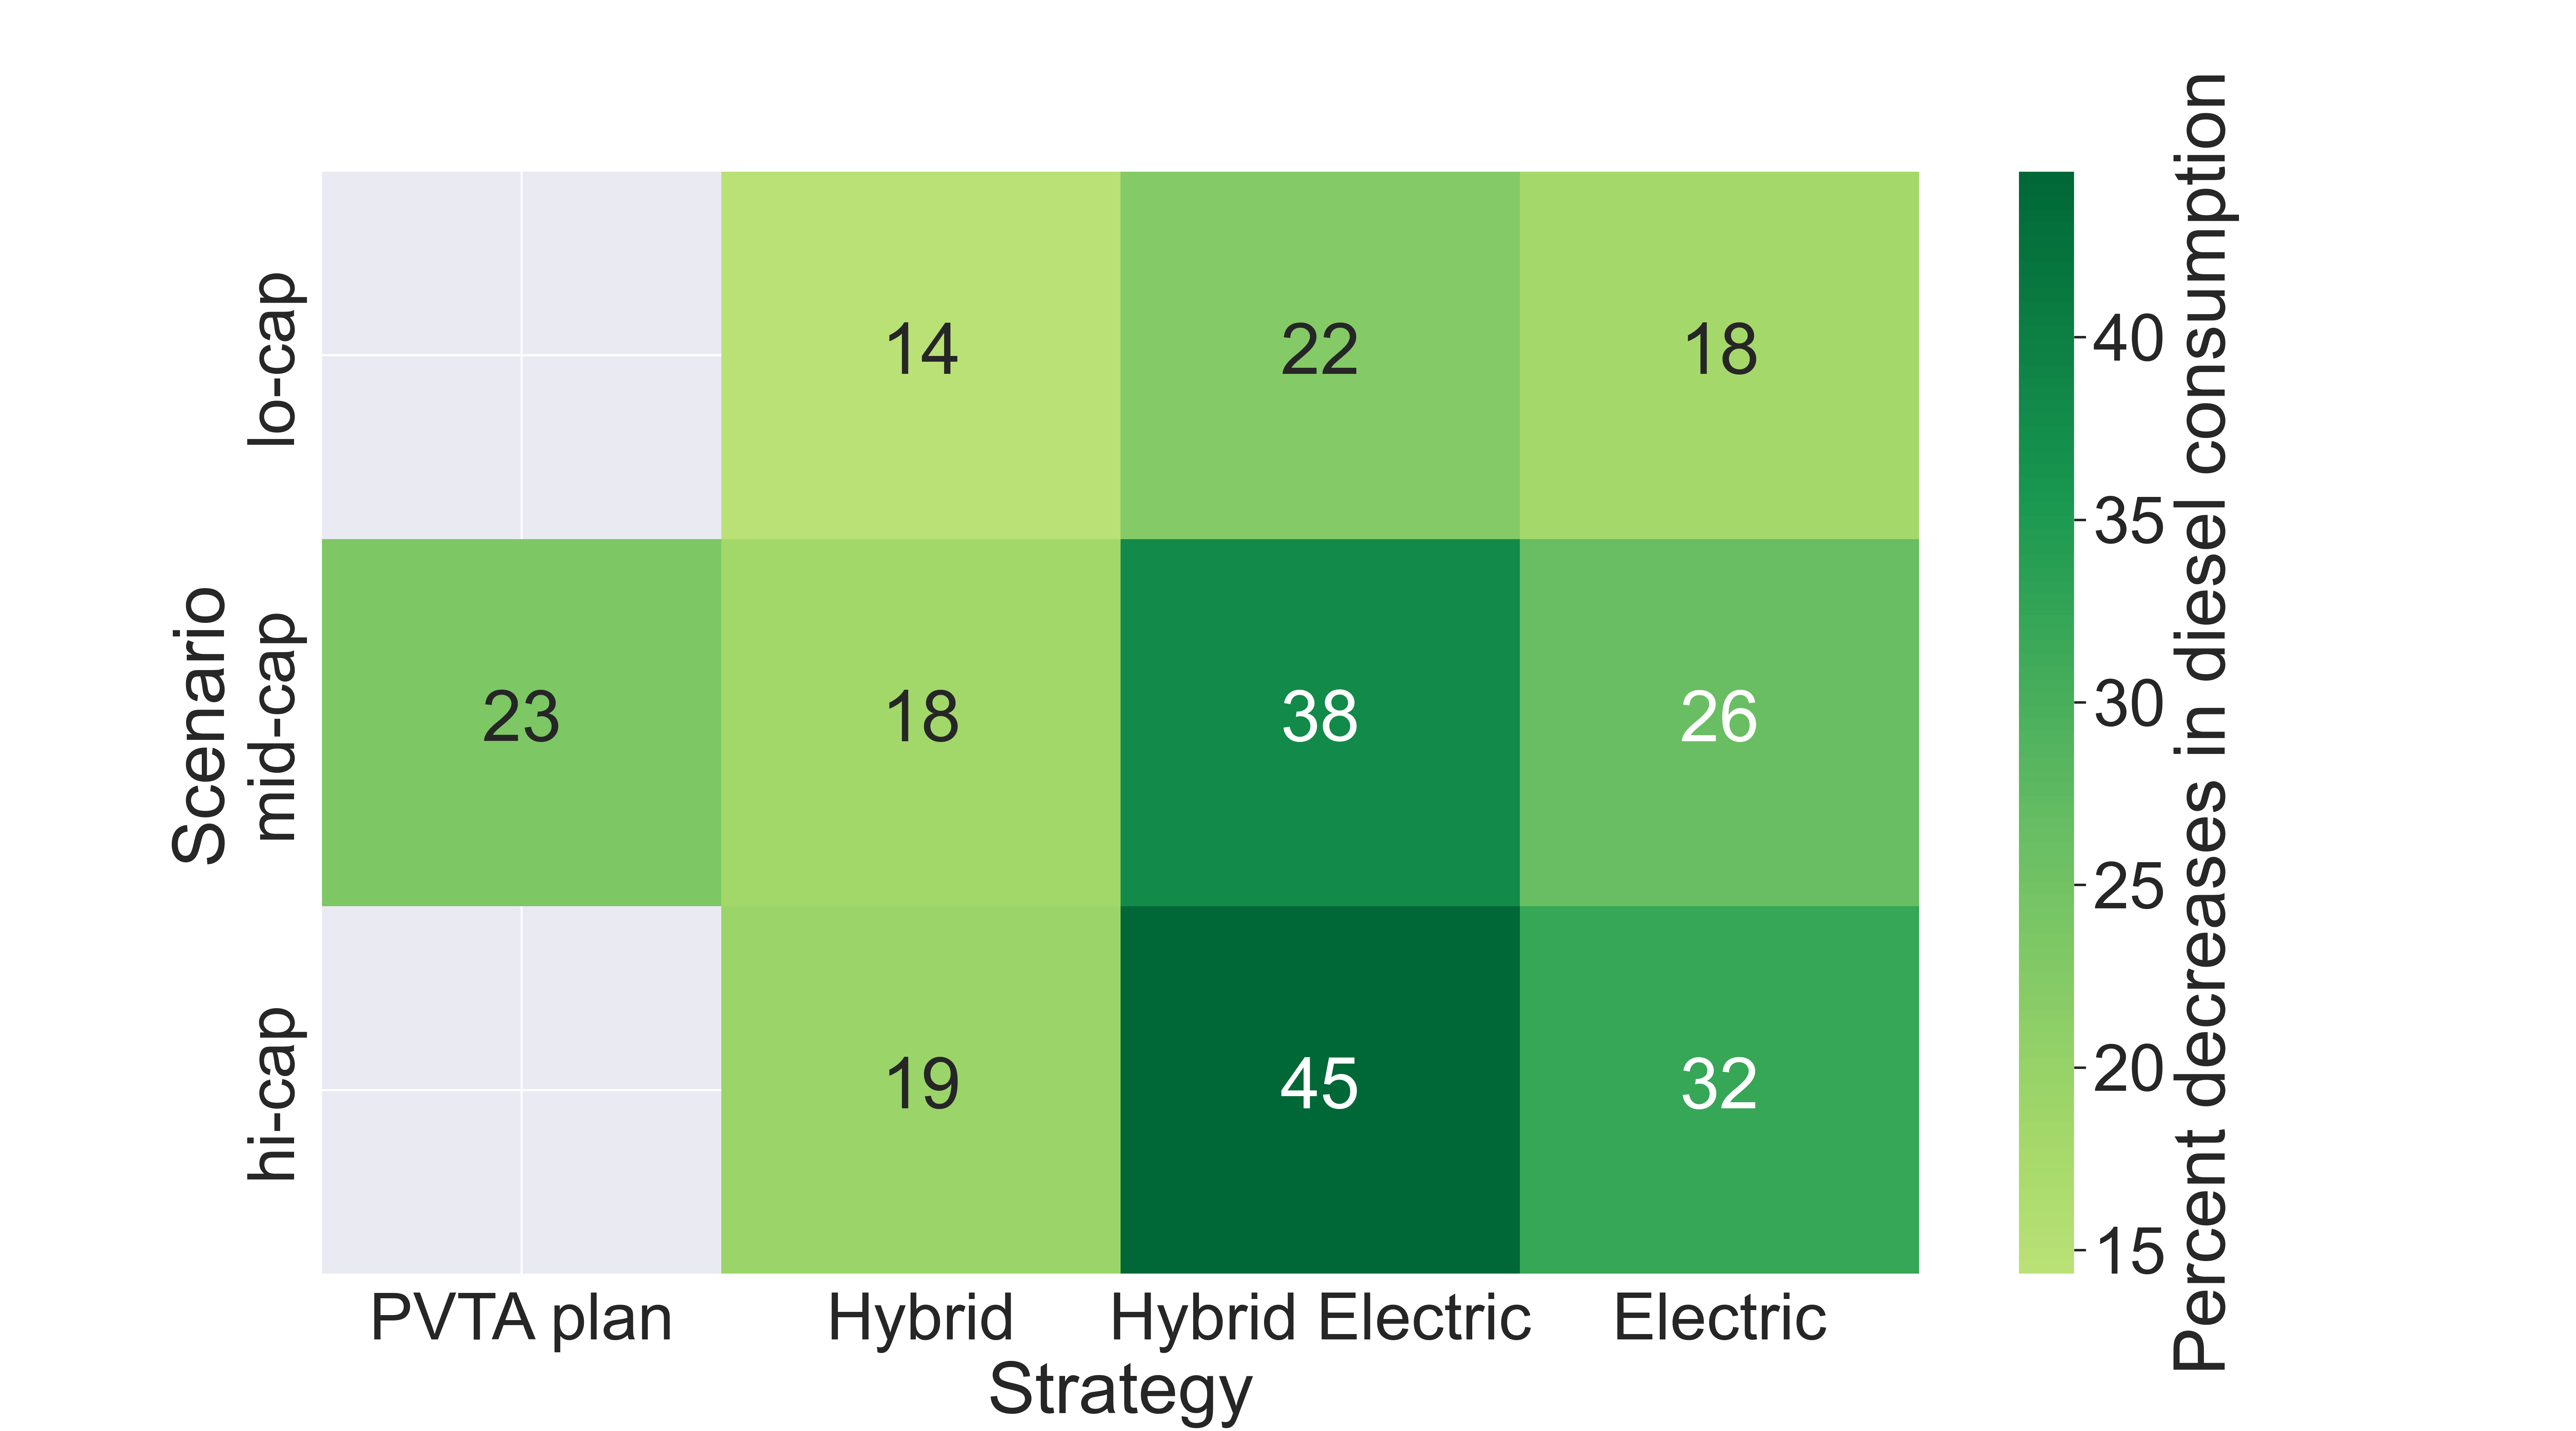 Scenario
lo-cap
14
22
18
mid-cap
23
18
38
26
hi-cap
19
45
32
PVTA plan
Hybrid
Hybrid Electric
Electric
Strategy
40
35
30
25
20
15
Percent decreases in diesel consumption